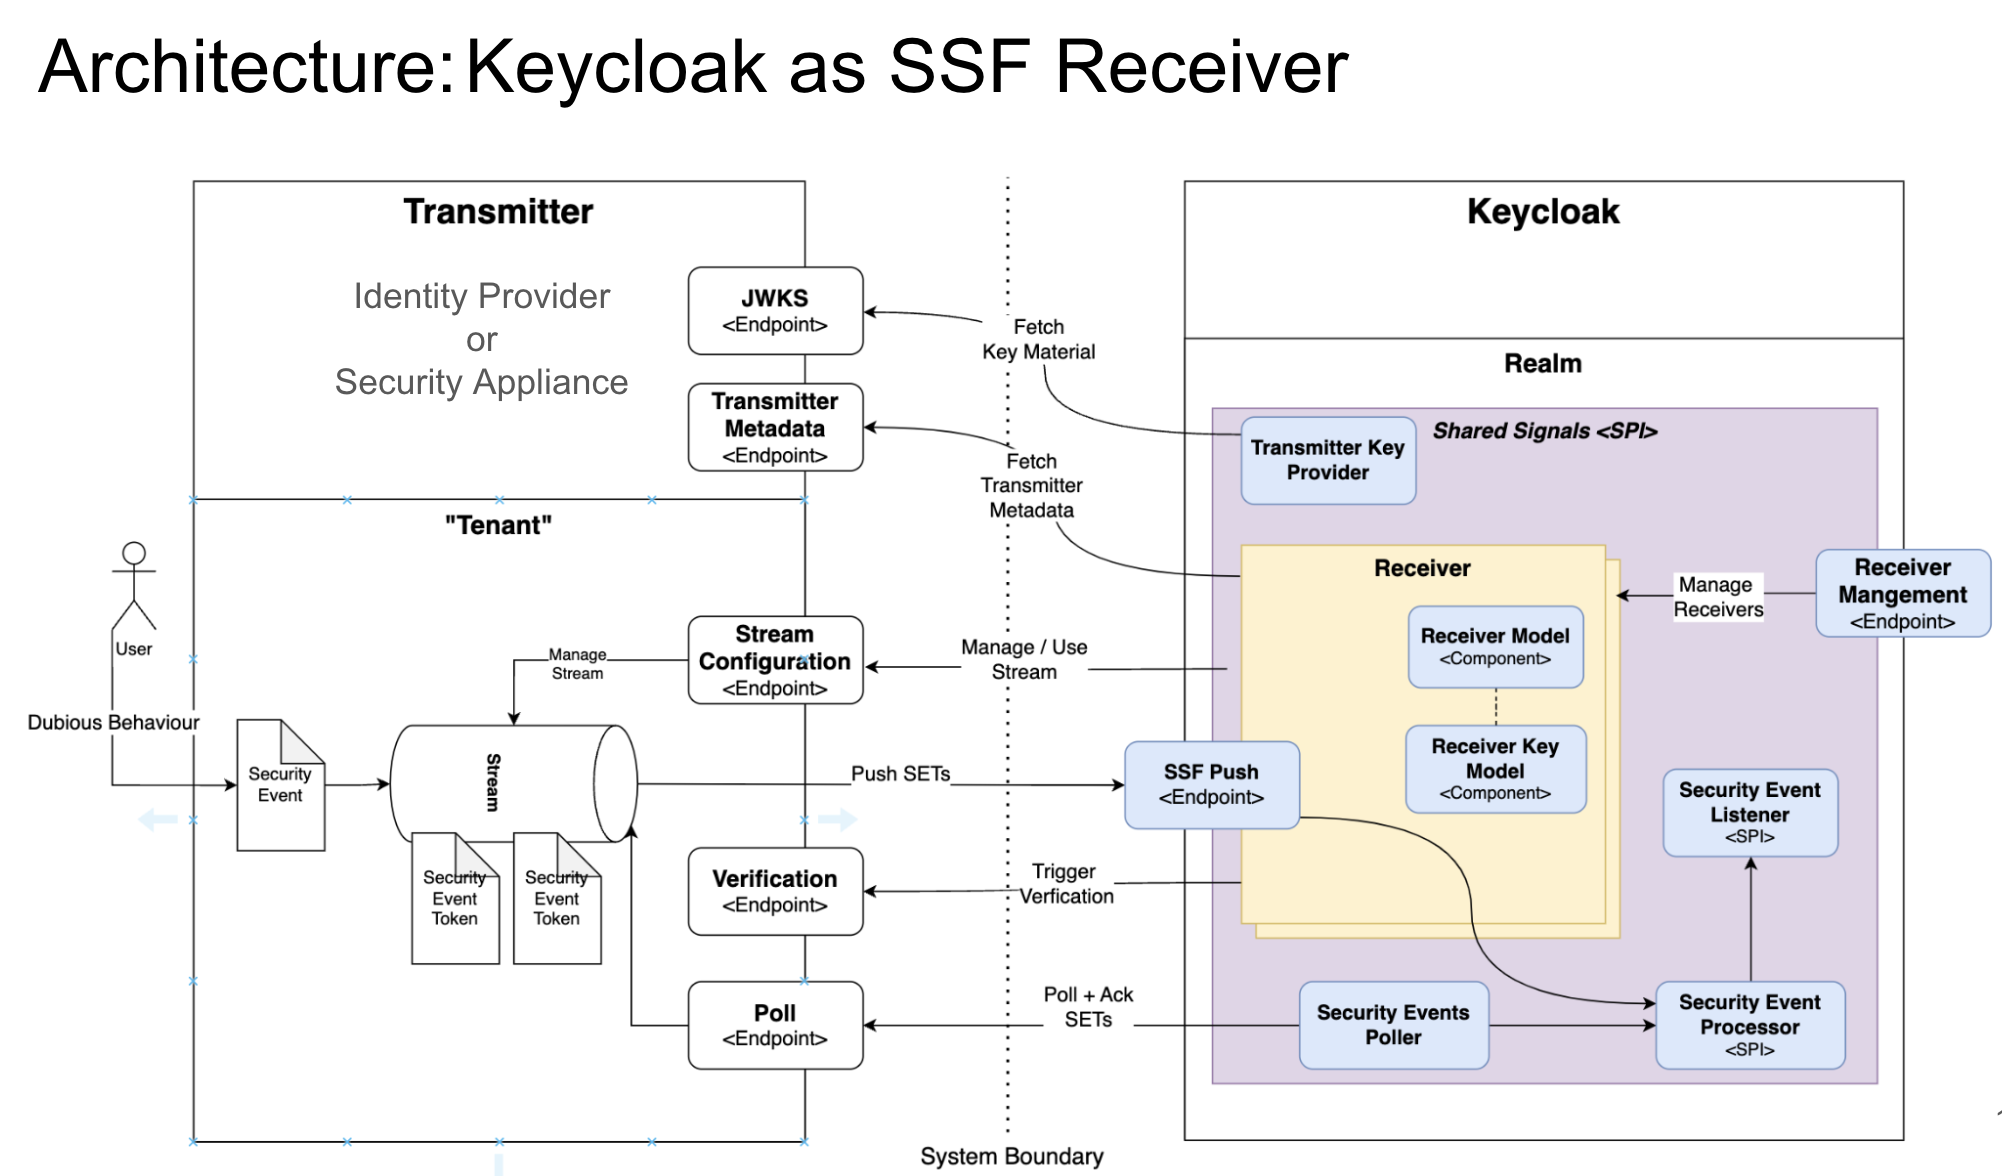 Architecture: Keycloak as SSF Receiver
Transmitter
Identity Provider
or
Security Appliance
JWKS
<Endpoint>
Transmitter
Metadata
<Endpoint>
"Tenant"
User
Dubious Behaviour
Security
Event
Stream
Manage
Stream
Stream
Configuration
<Endpoint>
Security
Event
Token
Security
Event
Token
Verification
<Endpoint>
Poll
<Endpoint>
Fetch
Key Material
Fetch
Transmitter
Metadata
Manage / Use
Stream
Push SETs
Trigger
Verfication
Poll + Ack
SETs
System Boundary
Keycloak
Realm
Shared Signals <SPI>
Transmitter Key
Provider
Receiver
Receiver Model
<Component>
Receiver Key
Model
<Component>
Manage
Receivers
Receiver
Mangement
<Endpoint>
SSF Push
<Endpoint>
Security Event
Listener
<SPI>
Security Events
Poller
Security Event
Processor
<SPI>